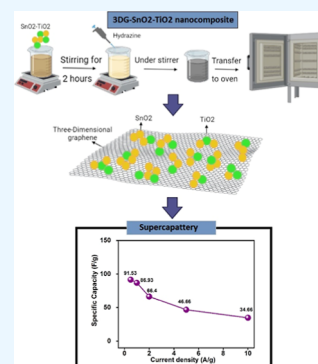 3DG-SnO2-TiO2 nanocomposite
SnO2-TiO2
Hydrazine
Stirring for
2 hours
Under stirrer
Transfer
to oven
SnO2
TiO2
Three-Dimensional
graphene
Supercapattery
Specific Capacity (F/g)
150
100
50
0
91.53
86.93
66.4
46.66
34.66
0
2
4
6
8
10
Current density (A/g)